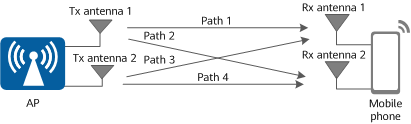 Tx antenna 1
Path 1
Rx antenna 1
Path 2
Tx antenna 2
Path 3
Rx antenna 2
Path 4
AP
Mobile
phone